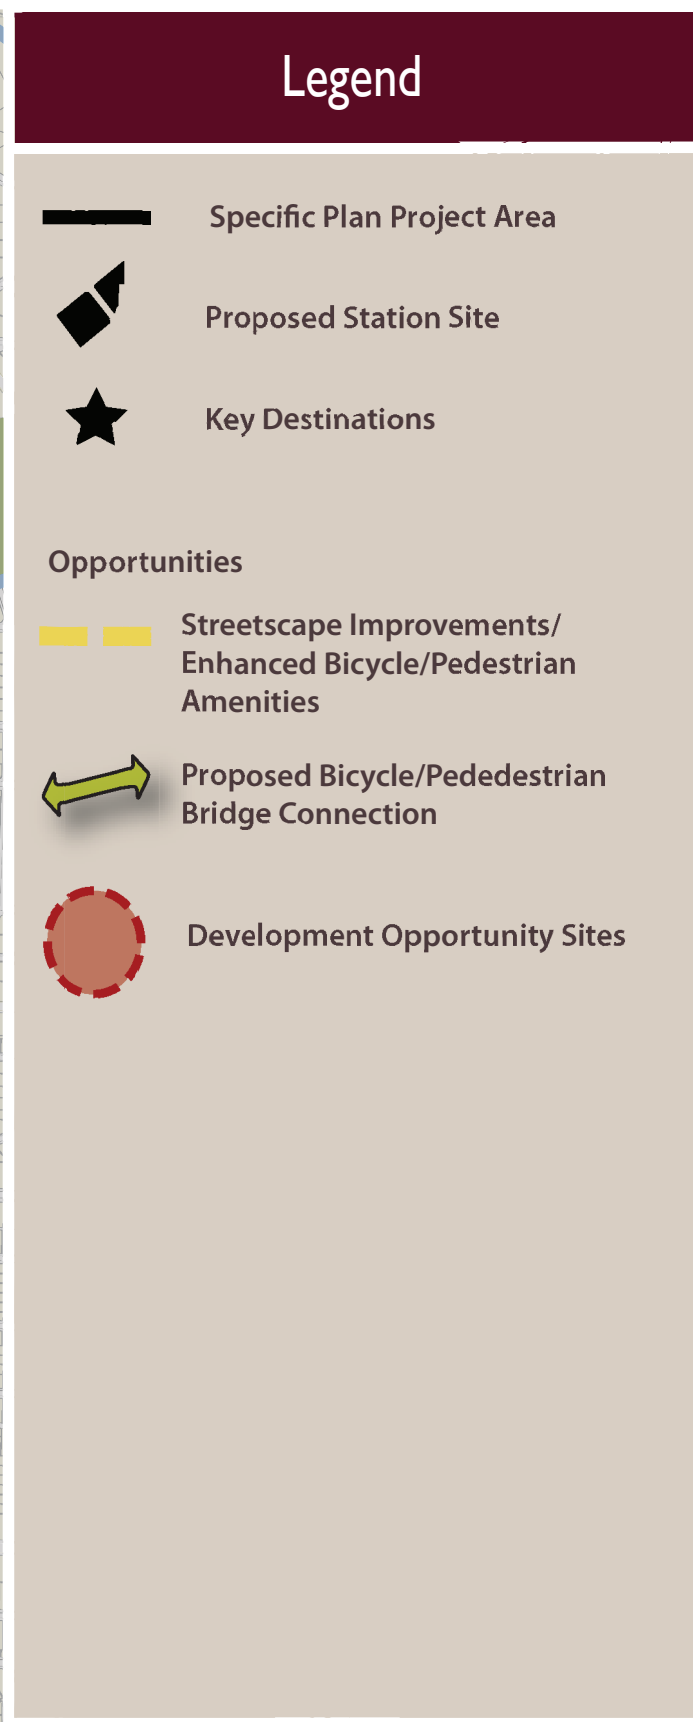 Legend
Specific Plan Project Area
Proposed Station Site
Key Destinations
Opportunities
Streetscape Improvements/
Enhanced Bicycle/Pedestrian
Amenities
Proposed Bicycle/Pededestrian
Bridge Connection
Development Opportunity Sites